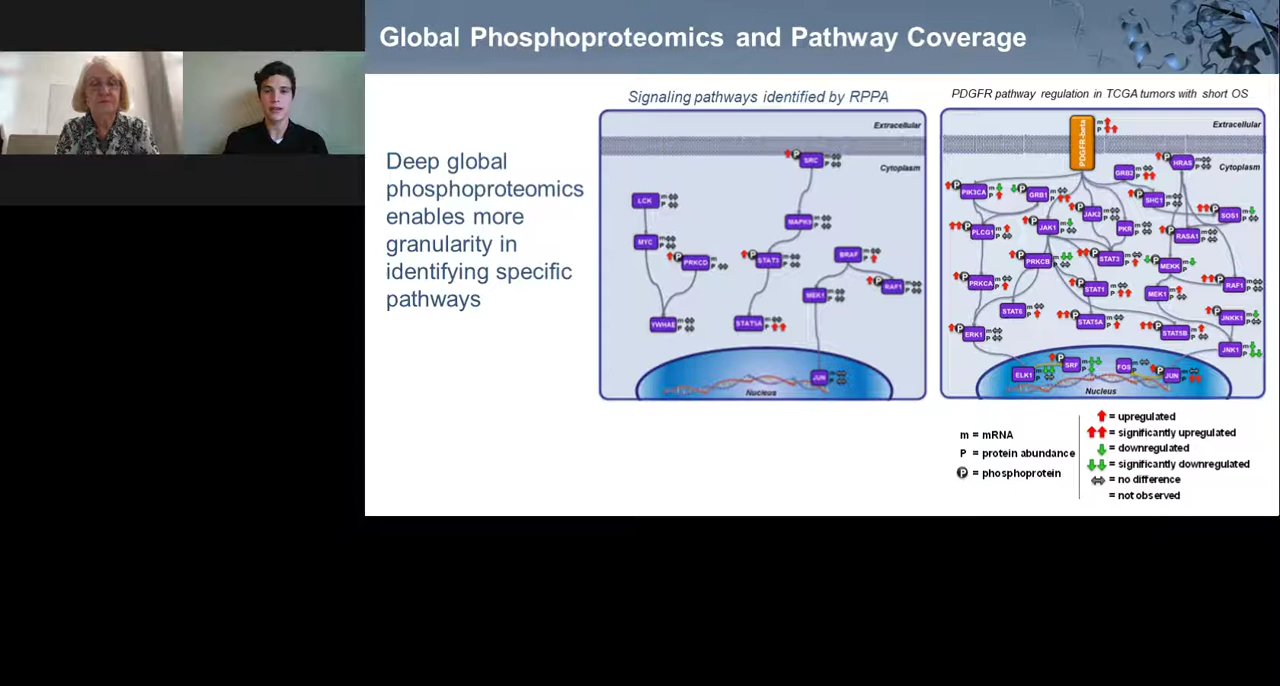 Global Phosphoproteomics and Pathway Coverage
Deep global
phosphoproteomics
enables more
granularity in
identifying specific
pathways
Signaling pathways identified by RPPA
Extracellular
Cytoplasm
SRC
m
P
LCK
m
P
MAPK9
m
P
MYC
m
P
P
PRKCD
m
P
P
STAT3
m
P
BRAF
m
P
MEK1
m
P
P
RAF1
m
P
YWHAE
m
P
STAT5A
m
P
JUN
m
P
Nucleus
PDGFR pathway regulation in TCGA tumors with short OS
PDGFR-beta
m
P
Extracellular
Cytoplasm
HRAS
GRB2
PIK3CA
GRB1
SHC1
JAK2
SOS1
PLCG1
JAK1
PKR
RASA1
PRKCB
STAT3
MEKK
PRKCA
STAT1
MEK1
RAF1
STAT6
STAT5A
STAT5B
JNKK1
ERK1
JNK1
ELK1
SRF
FOS
JUN
Nucleus
m = mRNA
P = protein abundance
P = phosphoprotein
= upregulated
= significantly upregulated
= downregulated
= significantly downregulated
= no difference
= not observed